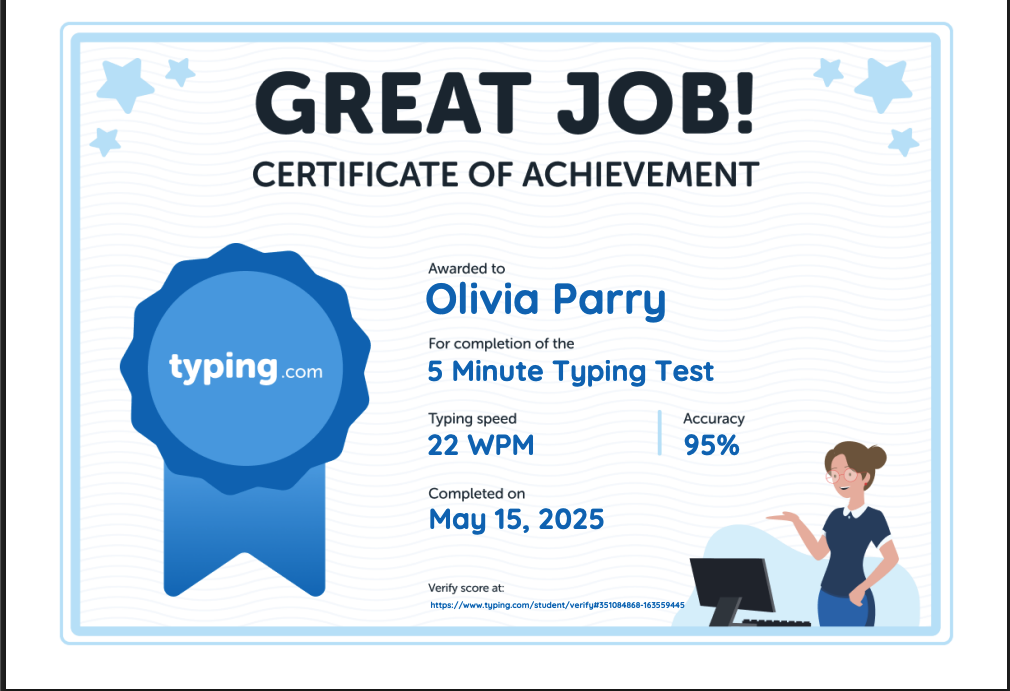 GREAT JOB!
CERTIFICATE OF ACHIEVEMENT
typing.com
Awarded to
Olivia Parry
For completion of the
5 Minute Typing Test
Typing speed
Accuracy
22 WPM
95%
Completed on
May 15, 2025
Verify score at:
https://www.typing.com/student/verify#351084868-163559445